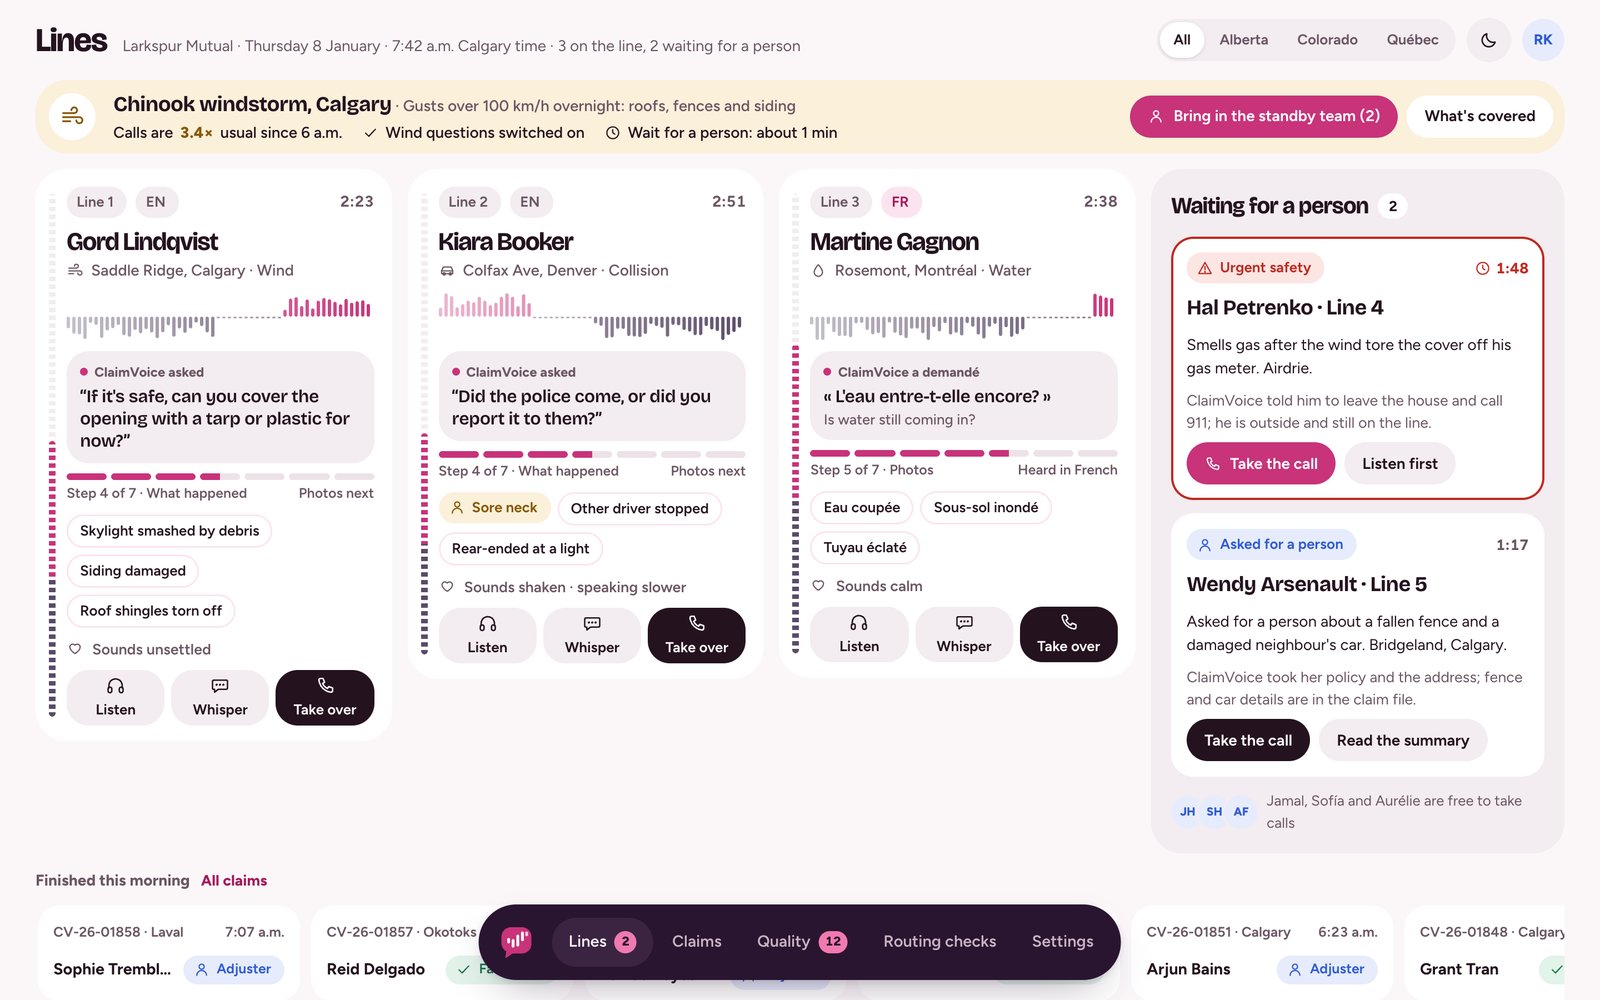 Lines
Larkspur Mutual · Thursday 8 January · 7:42 a.m. Calgary time · 3 on the line, 2 waiting for a person
All
Alberta
Colorado
Québec
RK
Chinook windstorm, Calgary · Gusts over 100 km/h overnight: roofs, fences and siding
Calls are 3.4× usual since 6 a.m.
Wind questions switched on
Wait for a person: about 1 min
Bring in the standby team (2)
What's covered
Line 1
EN
2:23
Gord Lindqvist
Saddle Ridge, Calgary · Wind
ClaimVoice asked
“If it's safe, can you cover the
opening with a tarp or plastic for
now?”
Step 4 of 7 · What happened
Photos next
Skylight smashed by debris
Siding damaged
Roof shingles torn off
Sounds unsettled
Listen
Whisper
Take over
Line 2
EN
2:51
Kiara Booker
Colfax Ave, Denver · Collision
ClaimVoice asked
“Did the police come, or did you
report it to them?”
Step 4 of 7 · What happened
Photos next
Sore neck
Other driver stopped
Rear-ended at a light
Sounds shaken · speaking slower
Listen
Whisper
Take over
Line 3
FR
2:38
Martine Gagnon
Rosemont, Montréal · Water
ClaimVoice a demandé
« L'eau entre-t-elle encore? »
Is water still coming in?
Step 5 of 7 · Photos
Heard in French
Eau coupée
Sous-sol inondé
Tuyau éclaté
Sounds calm
Listen
Whisper
Take over
Waiting for a person
2
Urgent safety
1:48
Hal Petrenko · Line 4
Smells gas after the wind tore the cover off his
gas meter. Airdrie.
ClaimVoice told him to leave the house and call
911; he is outside and still on the line.
Take the call
Listen first
Asked for a person
1:17
Wendy Arsenault · Line 5
Asked for a person about a fallen fence and a
damaged neighbour's car. Bridgeland, Calgary.
ClaimVoice took her policy and the address; fence
and car details are in the claim file.
Take the call
Read the summary
JH
SH
AF
Jamal, Sofía and Aurélie are free to take
calls
Finished this morning
All claims
CV-26-01858 · Laval
7:07 a.m.
Sophie Trembl...
Adjuster
CV-26-01857 · Okotoks
Reid Delgado
CV-26-01851 · Calgary
6:23 a.m.
Arjun Bains
Adjuster
CV-26-01848 · Calgary
Grant Tran
Lines
2
Claims
Quality
12
Routing checks
Settings